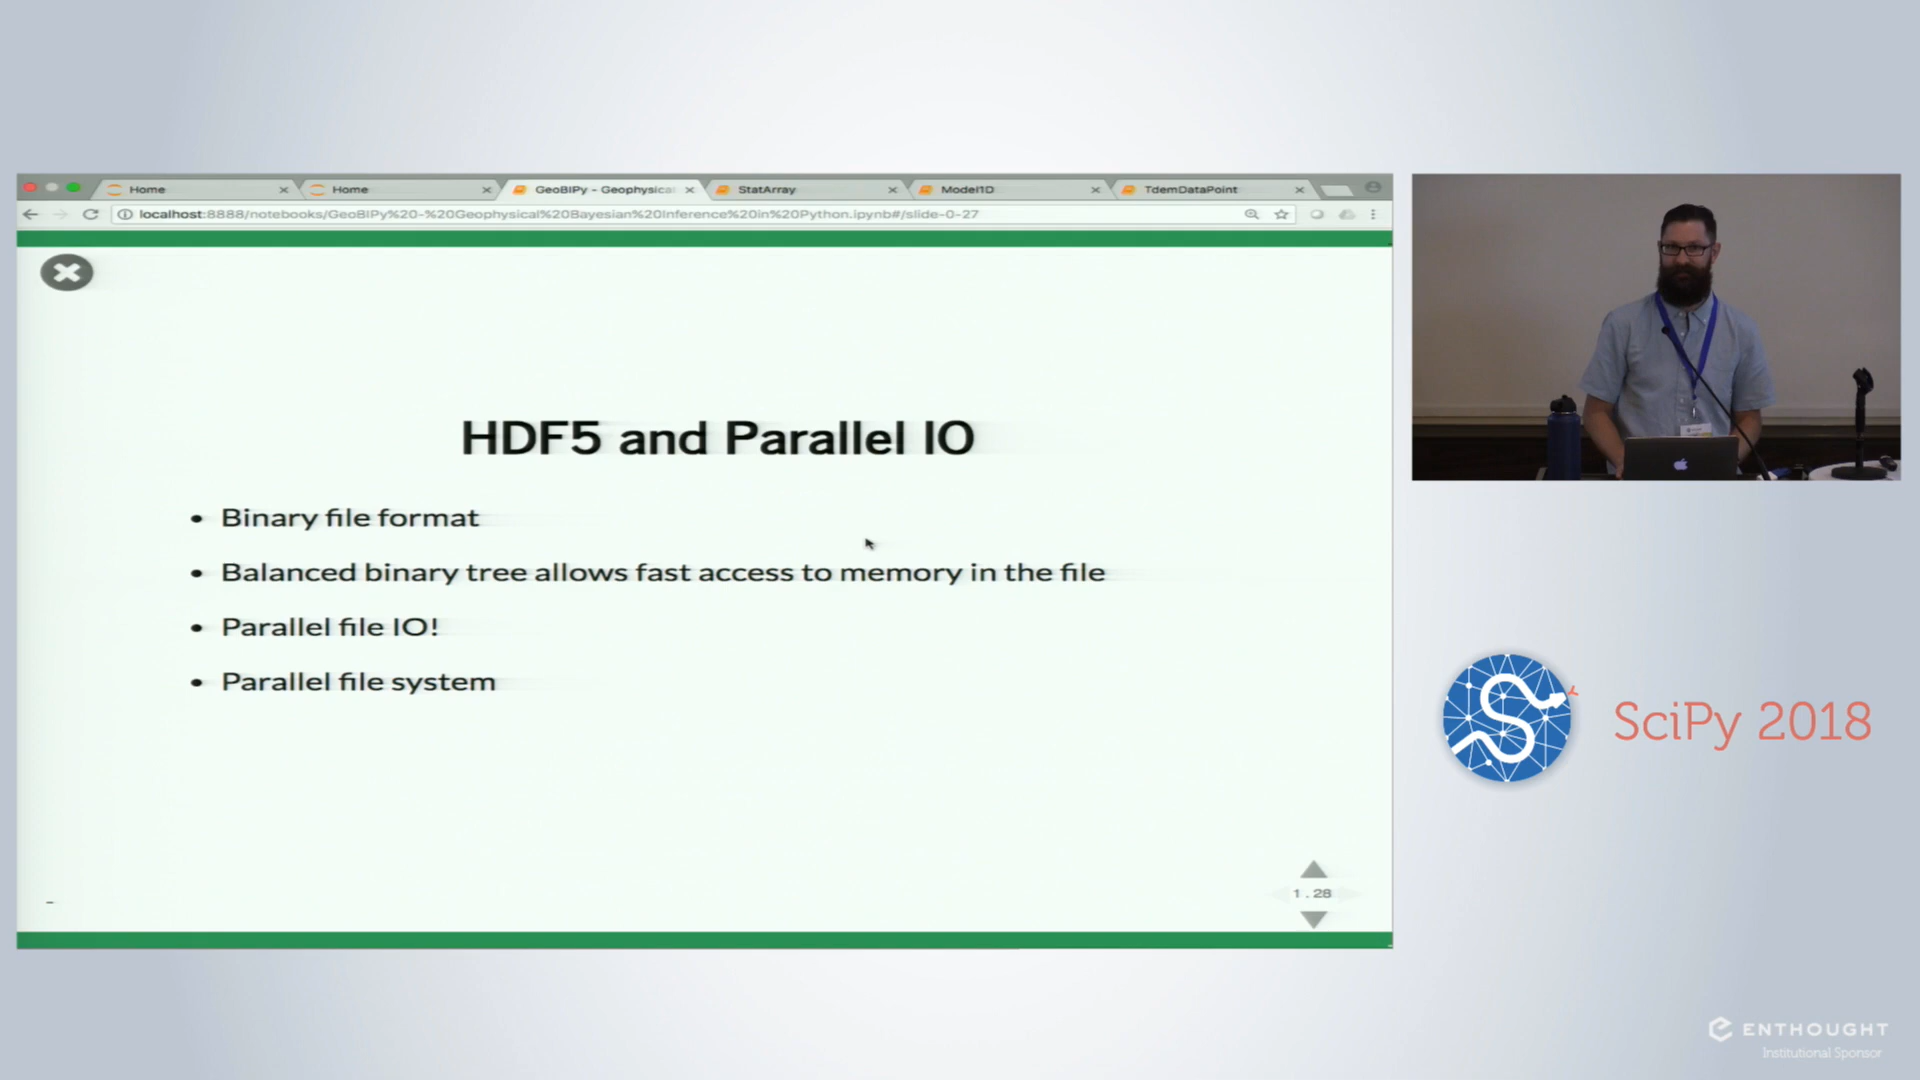 Home
Home
GeoBIPy - Geophysical
StatArray
Model1D
TdemDataPoint
localhost:8888/notebooks/GeoBIPy%20-%20Geophysical%20Bayesian%20Inference%20in%20Python.ipynb#/slide-0-27
HDF5 and Parallel IO
• Binary file format
• Balanced binary tree allows fast access to memory in the file
• Parallel file IO!
• Parallel file system
1 . 28
SciPy 2018
ENTHOUGHT
Institutional Sponsor